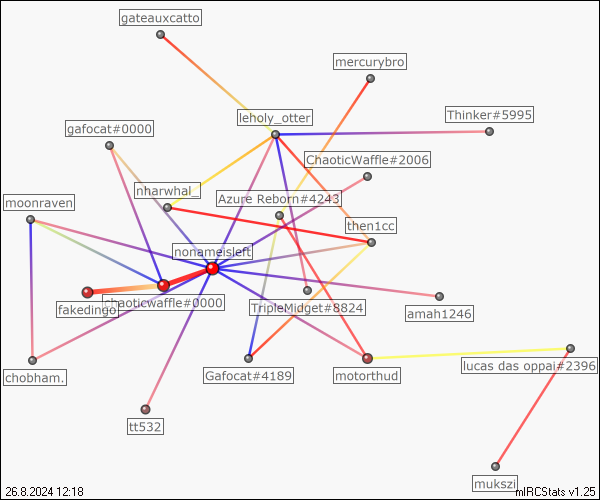 gateauxcatto
mercurybro
Thinker#5995
leholy_otter
gafocat#0000
ChaoticWaffle#2006
nharwhal_
Azure Reborn#4243
moonraven
then1cc
nonameisleft
fakedingo
chaoticwaffle#0000
TripleMidget#8824
amah1246
lucas das oppai#2396
chobham.
Gafocat#4189
motorthud
tt532
mukszi
26.8.2024 12:18
mIRCStats v1.25